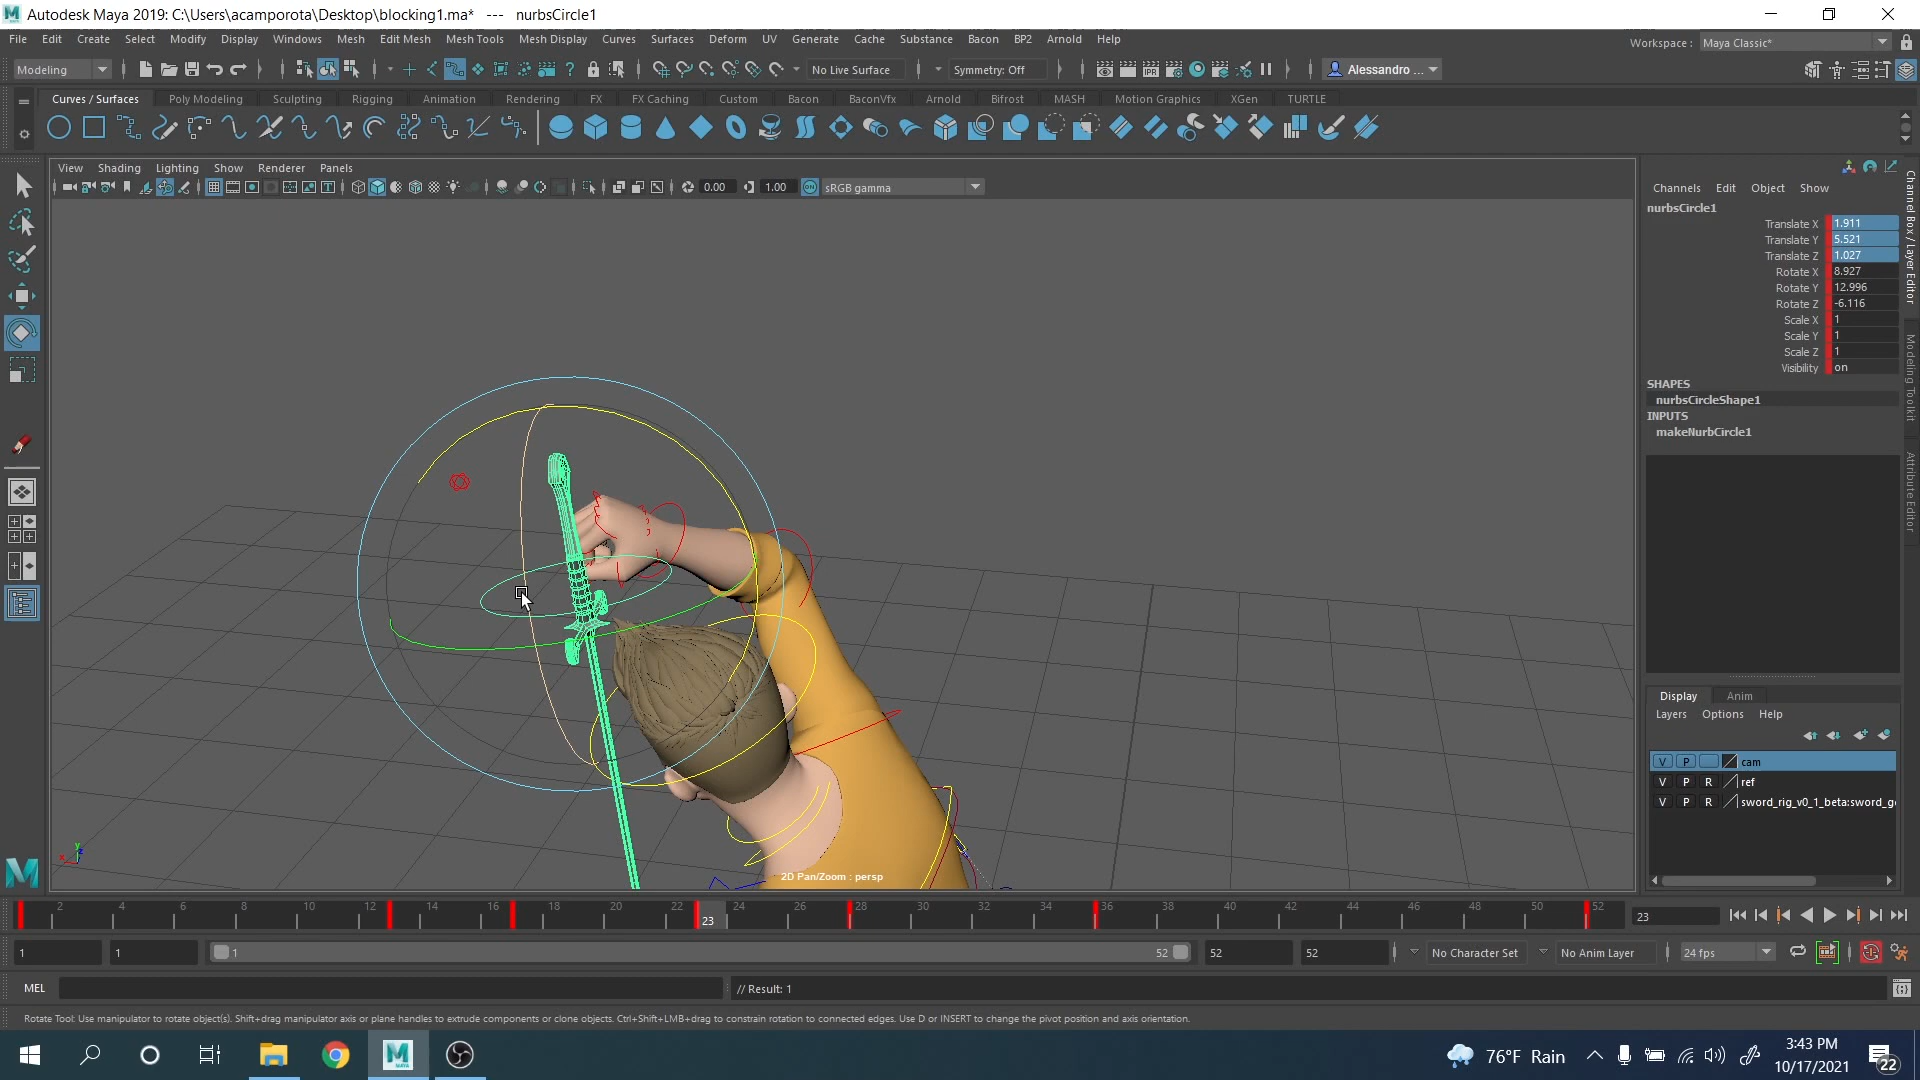 Autodesk Maya 2019: C:\Users\acamporota\Desktop\blocking1.ma* --- nurbsCircle1
File Edit Create Select Modify Display Windows Mesh Edit Mesh Mesh Tools Mesh Display Curves Surfaces Deform UV Generate Cache Substance Bacon BP2 Arnold Help
Workspace : Maya Classic*
Modeling No Live Surface Symmetry: Off Alessandro ...
Curves / Surfaces Poly Modeling Sculpting Rigging Animation Rendering FX FX Caching Custom Bacon BaconVfx Arnold Bifrost MASH Motion Graphics XGen TURTLE
View Shading Lighting Show Renderer Panels
0.00 1.00 ON sRGB gamma
Channels Edit Object Show
nurbsCircle1
Translate X 1.911
Translate Y 5.521
Translate Z 1.027
Rotate X 8.927
Rotate Y 12.996
Rotate Z -6.116
Scale X 1
Scale Y 1
Scale Z 1
Visibility on
SHAPES
nurbsCircleShape1
INPUTS
makeNurbCircle1
Channel Box / Layer Editor
Modeling Toolkit
Attribute Editor
Display Anim
Layers Options Help
V P cam
V P R ref
V P R sword_rig_v0_1_beta:sword_g
y
x
z
2D Pan/Zoom : persp
2 4 6 8 10 12 14 16 18 20 22 24 26 28 30 32 34 36 38 40 42 44 46 48 50 52
23
23
1 1 1 52 52 52 No Character Set No Anim Layer 24 fps
MEL // Result: 1
Rotate Tool: Use manipulator to rotate object(s). Shift+drag manipulator axis or plane handles to extrude components or clone objects. Ctrl+Shift+LMB+drag to constrain rotation to connected edges. Use D or INSERT to change the pivot position and axis orientation.
76°F Rain
3:43 PM
10/17/2021
22